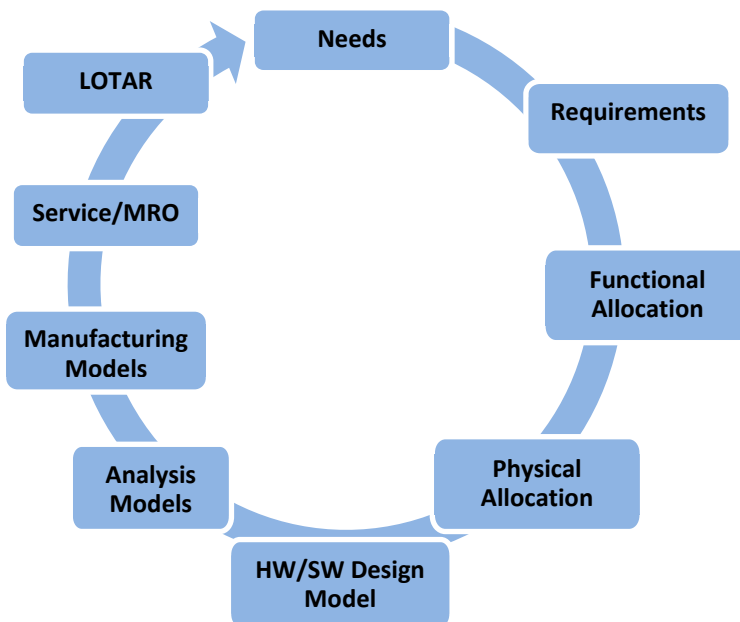 Needs
Requirements
Functional
Allocation
Physical
Allocation
HW/SW Design
Model
Analysis
Models
Manufacturing
Models
Service/MRO
LOTAR